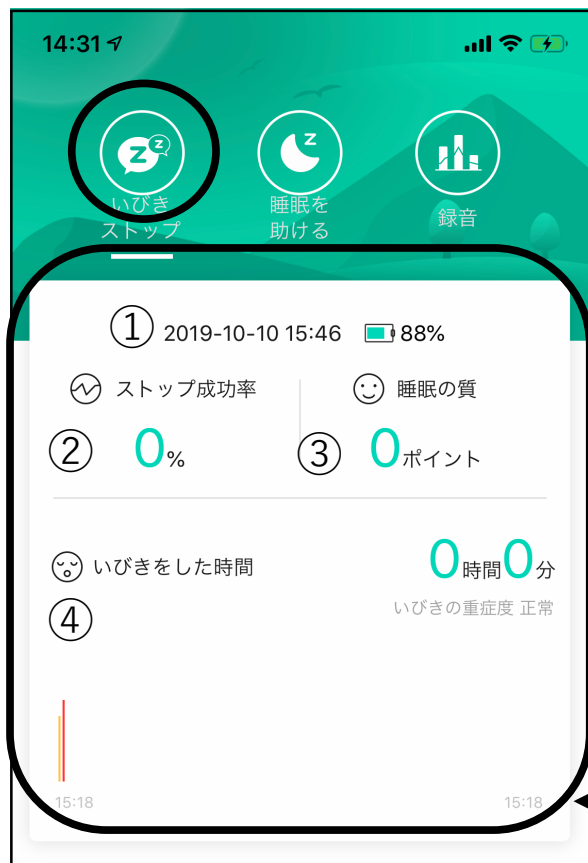 14:31
いびき
ストップ
睡眠を
助ける
録音
① 2019-10-10 15:46 88%
ストップ成功率
睡眠の質
② 0%
③ 0ポイント
いびきをした時間
0時間0分
④
いびきの重症度 正常
15:18
15:18